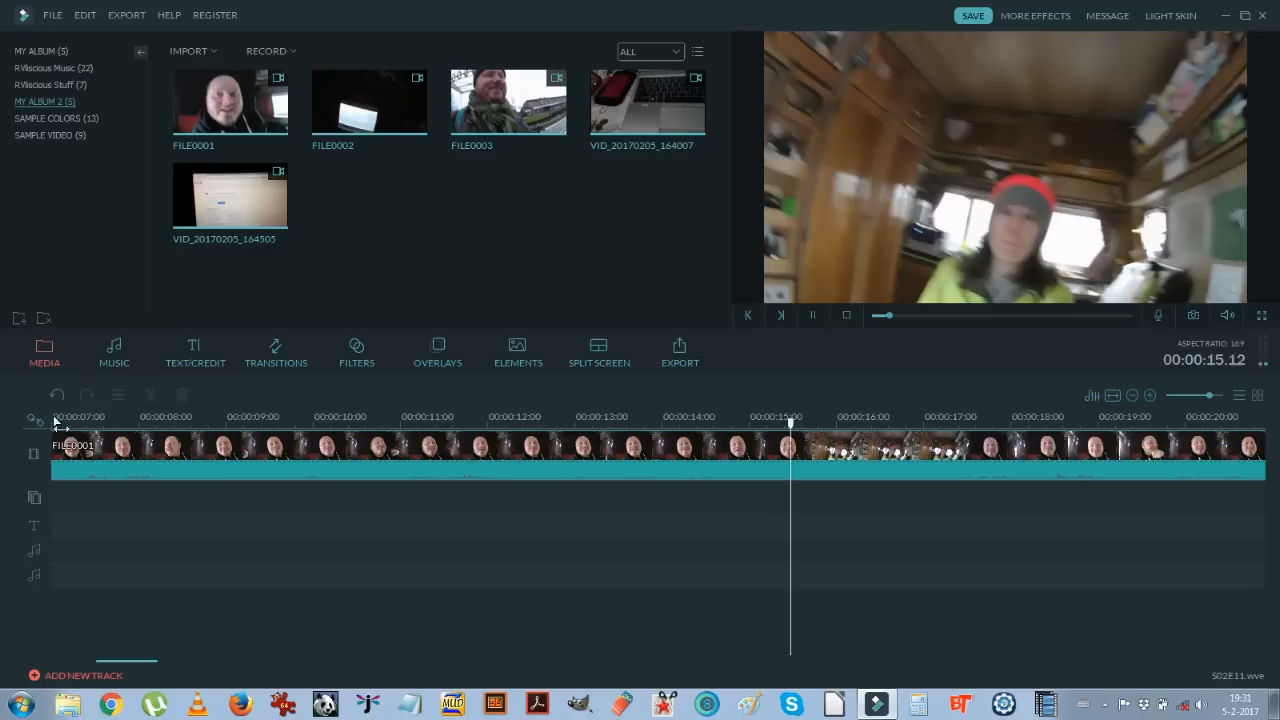 FILE EDIT EXPORT HELP REGISTER
SAVE MORE EFFECTS MESSAGE LIGHT SKIN
MY ALBUM (5)
RVliscious Music (22)
RVliscious Stuff (7)
MY ALBUM 2 (5)
SAMPLE COLORS (13)
SAMPLE VIDEO (9)
IMPORT RECORD ALL
FILE0001 FILE0002 FILE0003 VID_20170205_164007
VID_20170205_164505
MEDIA MUSIC TEXT/CREDIT TRANSITIONS FILTERS OVERLAYS ELEMENTS SPLIT SCREEN EXPORT
ASPECT RATIO: 16:9
00:00:15.12
00:00:07:00 00:00:08:00 00:00:09:00 00:00:10:00 00:00:11:00 00:00:12:00 00:00:13:00 00:00:14:00 00:00:15:00 00:00:16:00 00:00:17:00 00:00:18:00 00:00:19:00 00:00:20:00
FILE0001
ADD NEW TRACK
S02E11.wve
19:31
5-2-2017